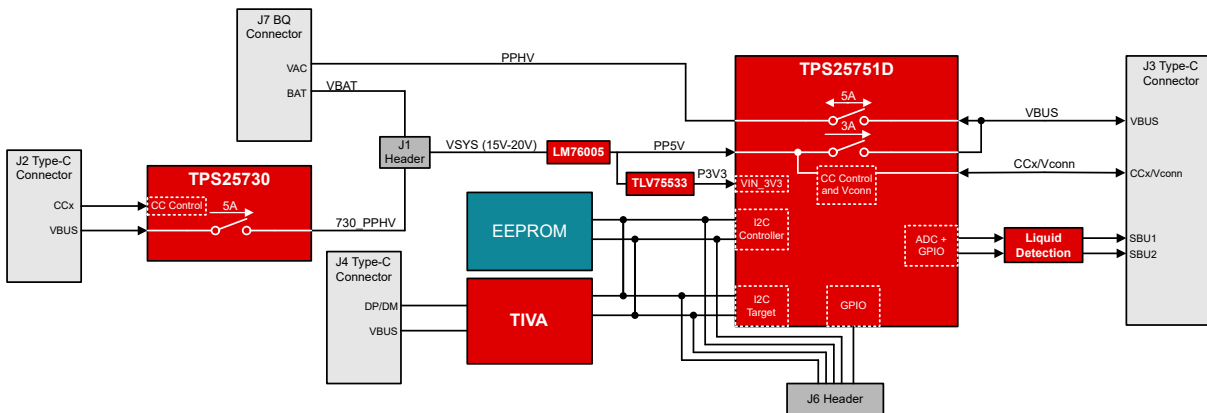 J7 BQ
Connector
VAC
BAT
PPHV
VBAT
J1
Header
VSYS (15V-20V)
LM76005
PP5V
TLV75533
P3V3
J2 Type-C
Connector
CCx
VBUS
TPS25730
CC Control
5A
730_PPHV
EEPROM
J4 Type-C
Connector
DP/DM
VBUS
TIVA
TPS25751D
5A
3A
VIN_3V3
CC Control
and Vconn
I2C
Controller
ADC +
GPIO
I2C
Target
GPIO
VBUS
CCx/Vconn
Liquid
Detection
J3 Type-C
Connector
VBUS
CCx/Vconn
SBU1
SBU2
J6 Header